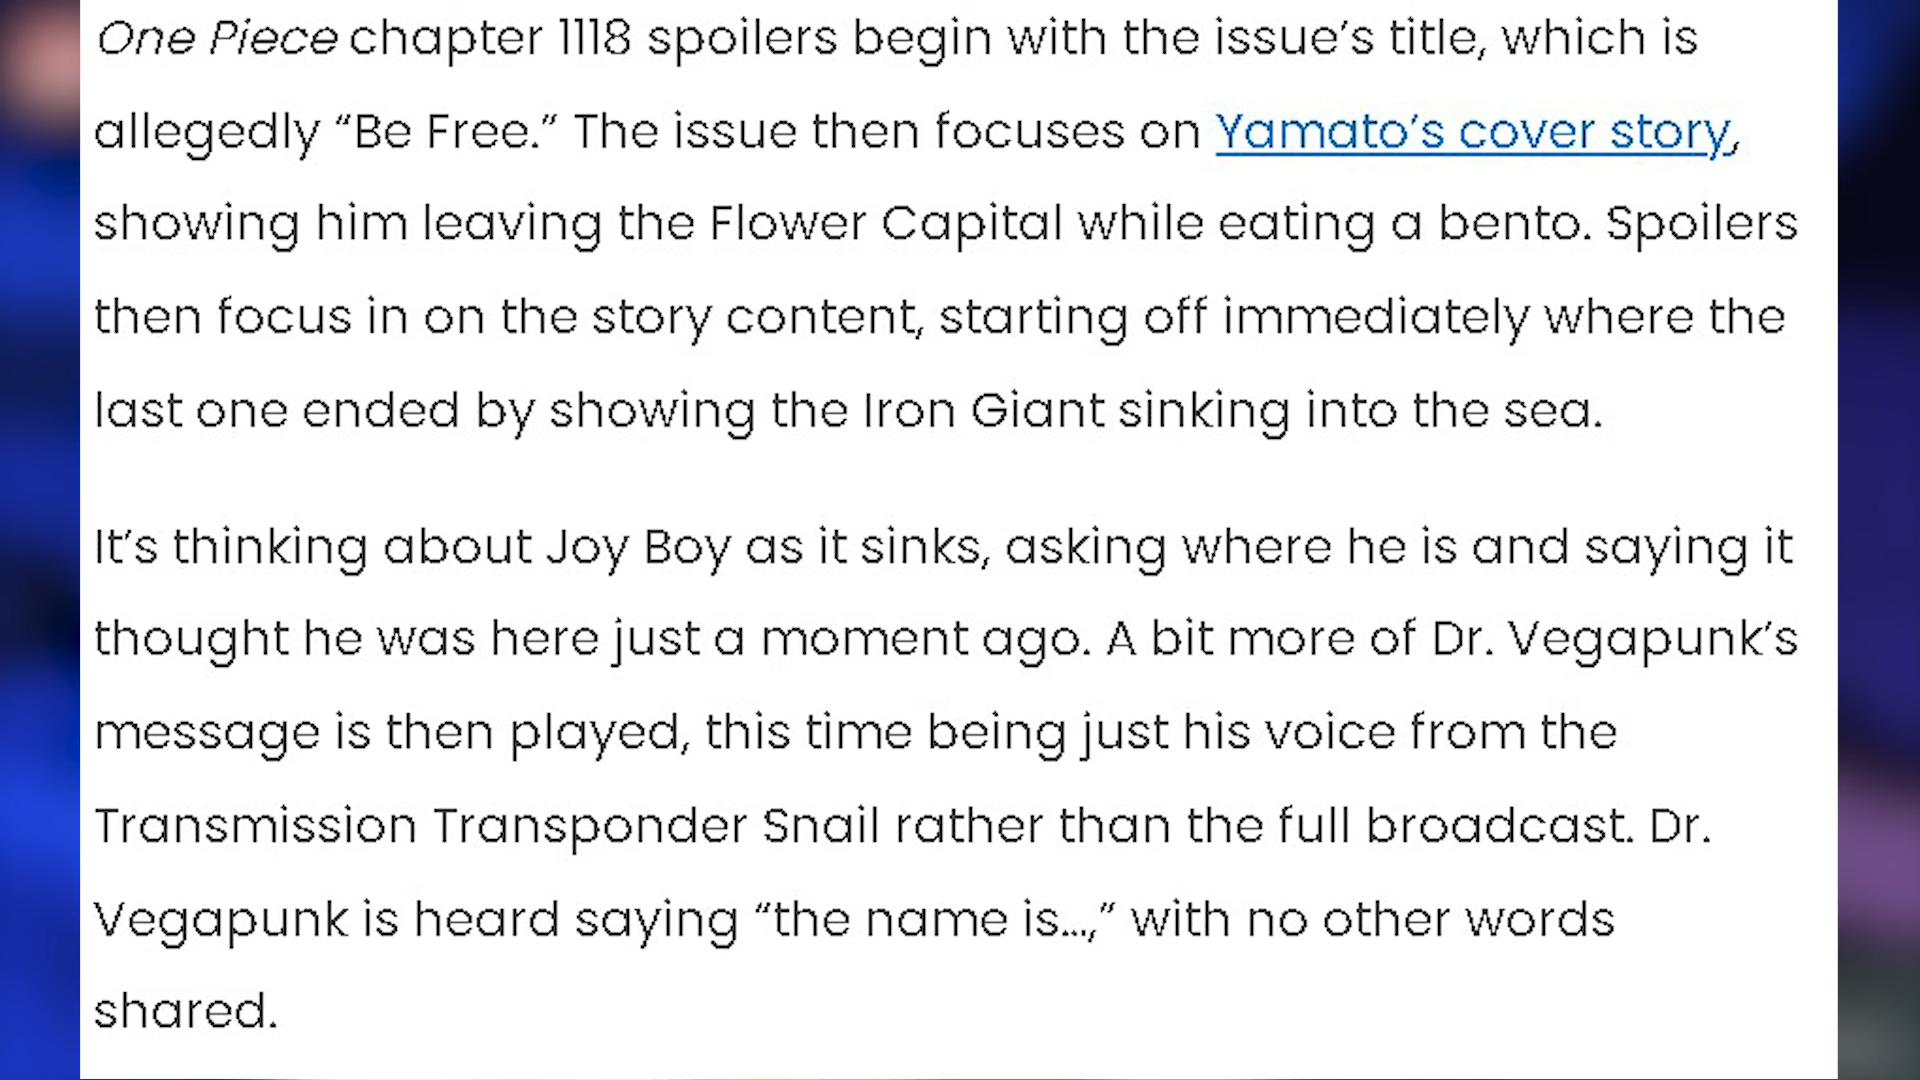 One Piece chapter 1118 spoilers begin with the issue’s title, which is
allegedly “Be Free.” The issue then focuses on Yamato’s cover story,
showing him leaving the Flower Capital while eating a bento. Spoilers
then focus in on the story content, starting off immediately where the
last one ended by showing the Iron Giant sinking into the sea.
It’s thinking about Joy Boy as it sinks, asking where he is and saying it
thought he was here just a moment ago. A bit more of Dr. Vegapunk’s
message is then played, this time being just his voice from the
Transmission Transponder Snail rather than the full broadcast. Dr.
Vegapunk is heard saying “the name is…,” with no other words
shared.